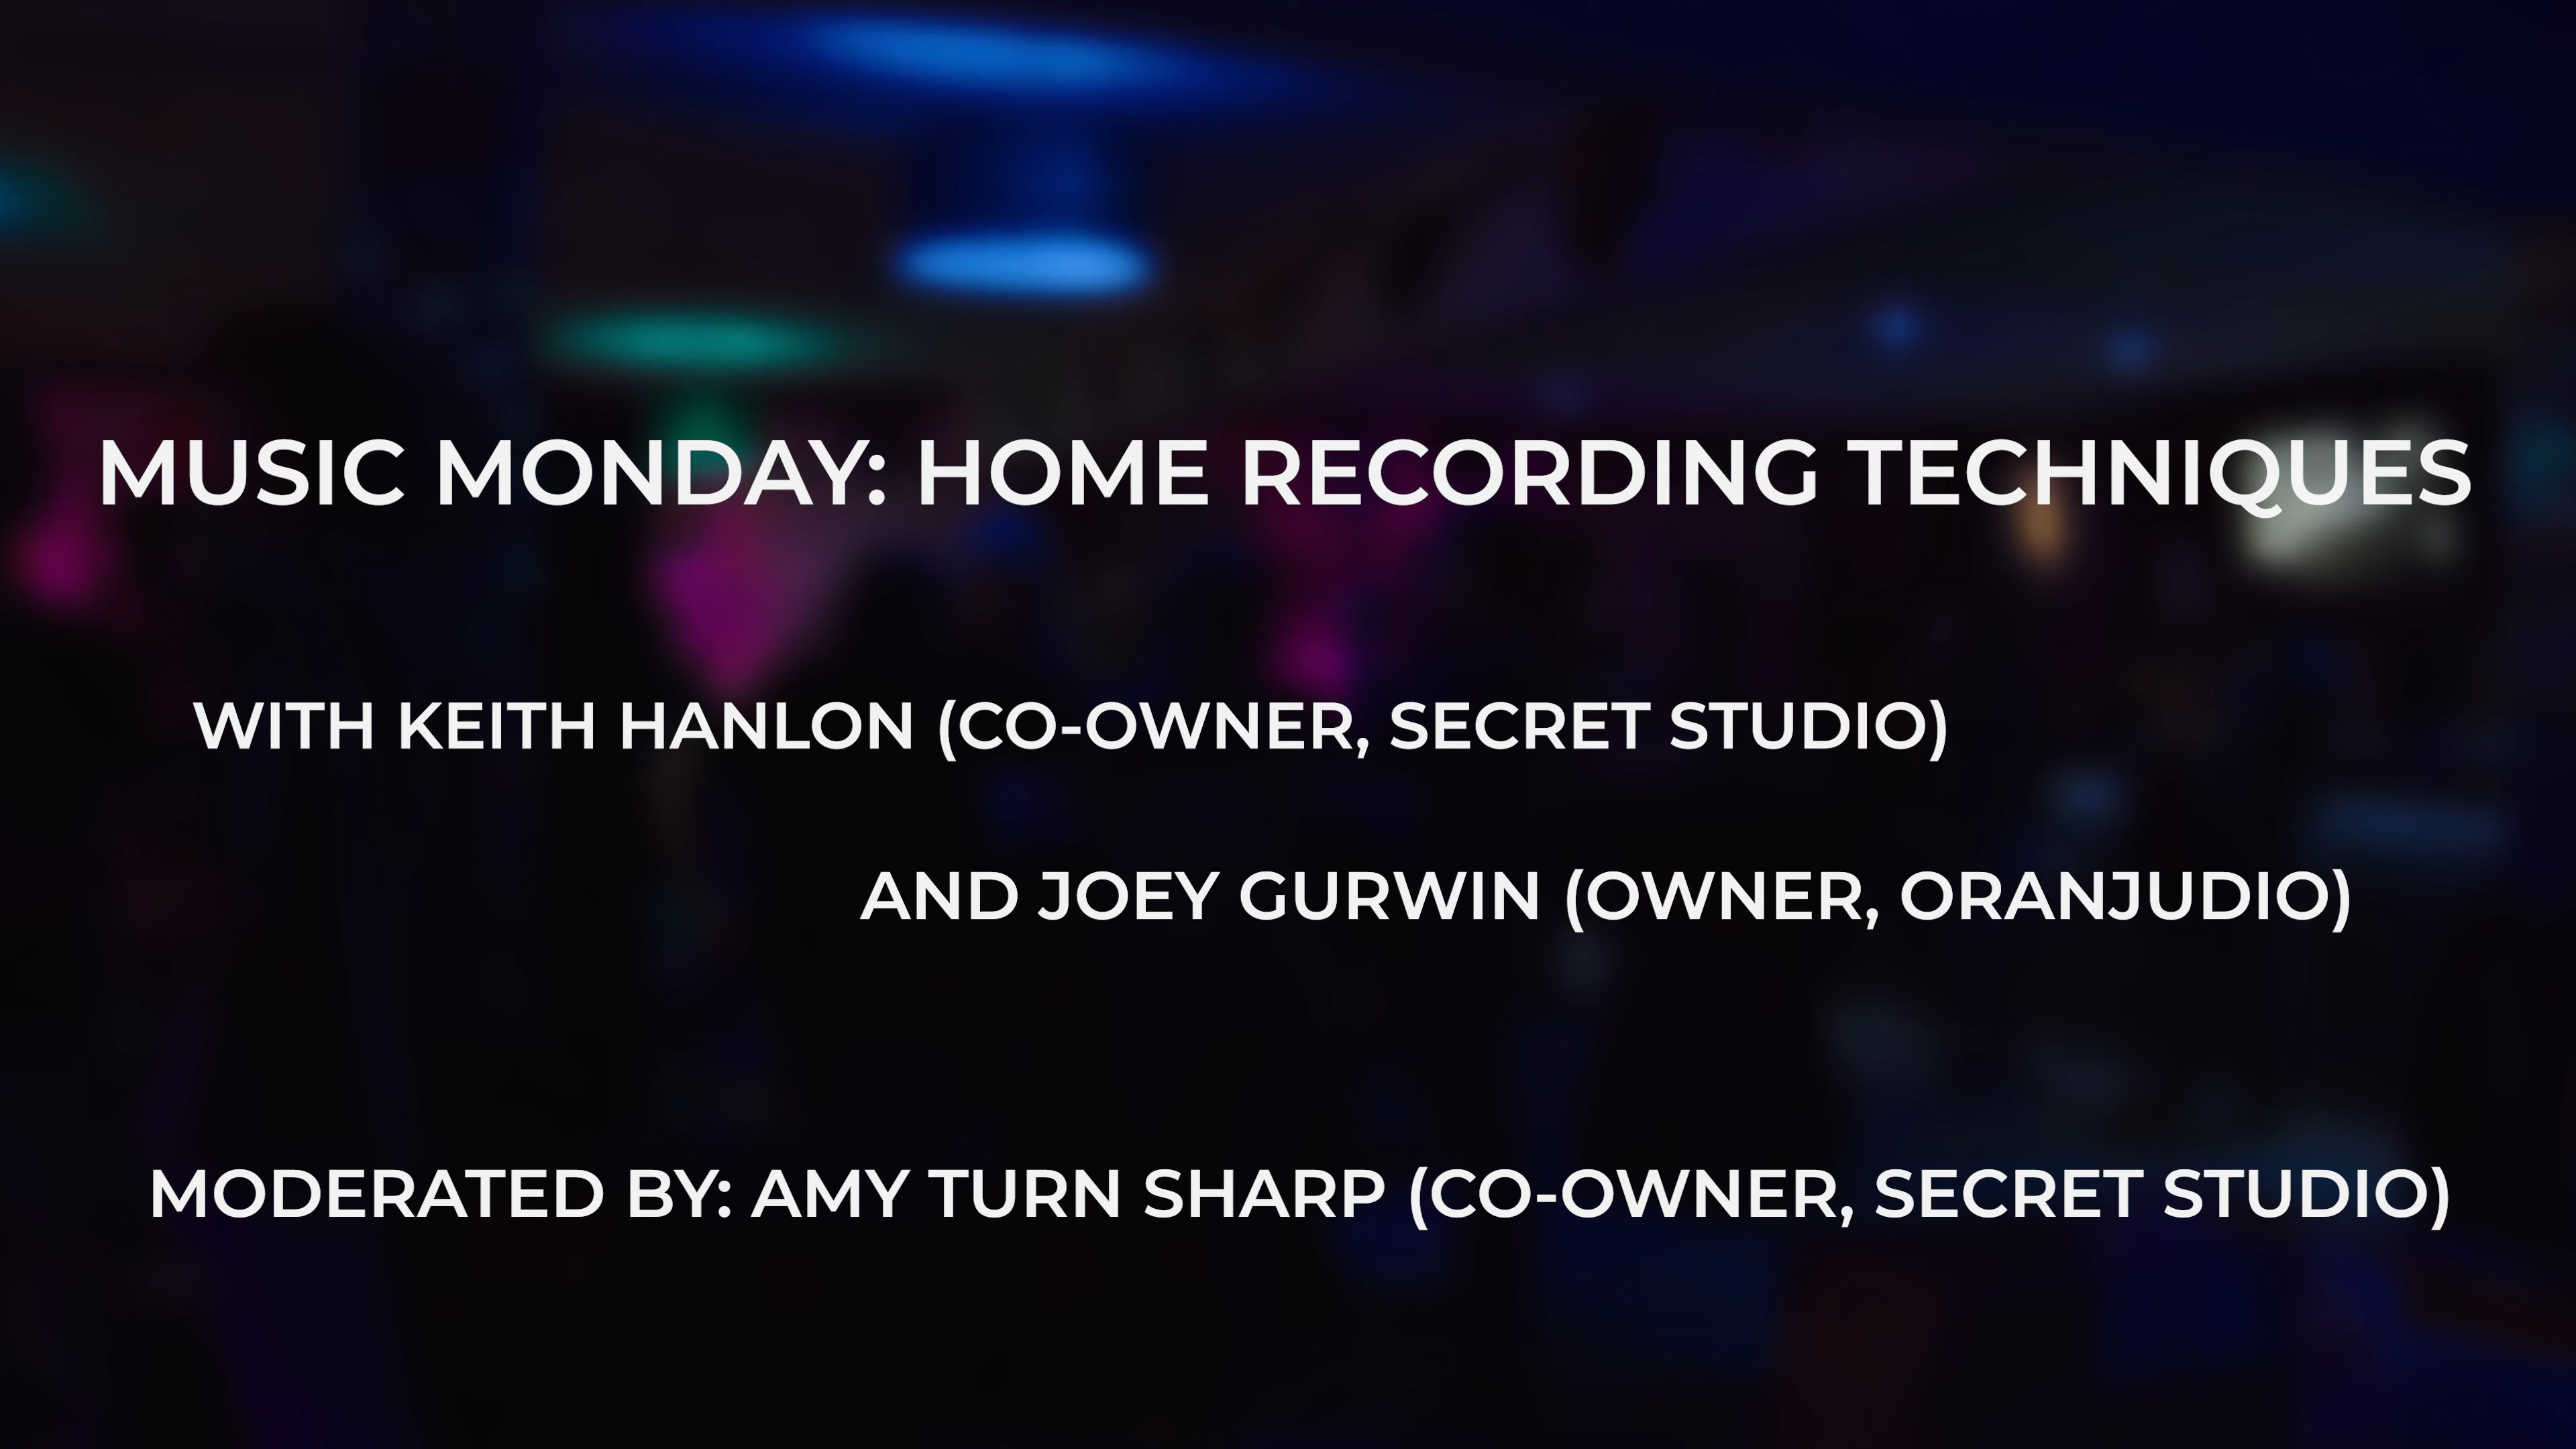 MUSIC MONDAY: HOME RECORDING TECHNIQUES
WITH KEITH HANLON (CO-OWNER, SECRET STUDIO)
AND JOEY GURWIN (OWNER, ORANJUDIO)
MODERATED BY: AMY TURN SHARP (CO-OWNER, SECRET STUDIO)